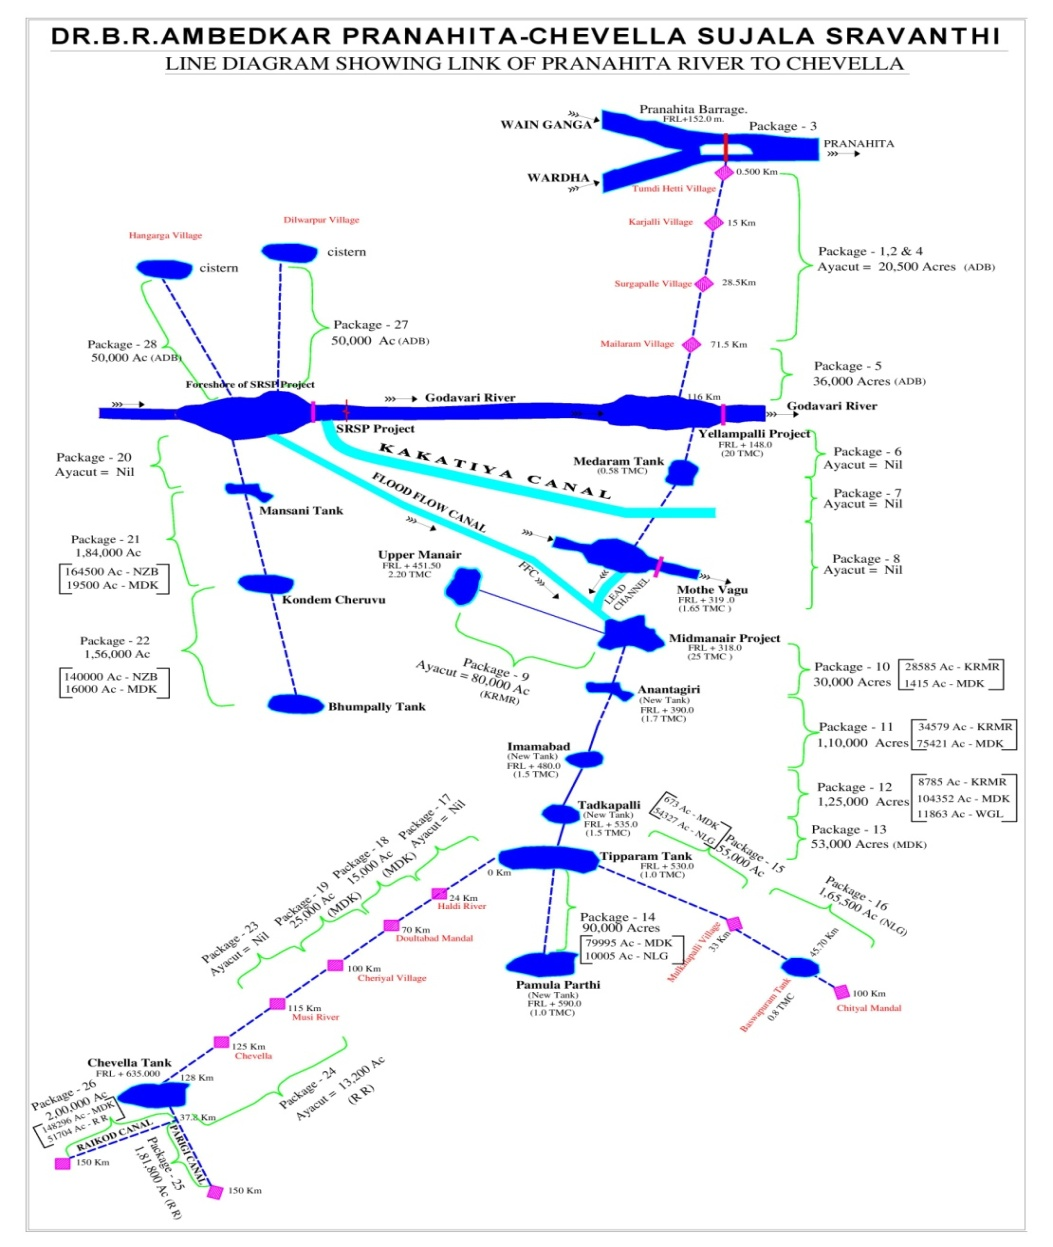 DR.B.R.AMBEDKAR PRANAHITA-CHEVELLA SUJALA SRAVANTHI
LINE DIAGRAM SHOWING LINK OF PRANAHITA RIVER TO CHEVELLA
Pranahita Barrage.
FRL+152.0 m.
WAIN GANGA
Package - 3
PRANAHITA
WARDHA
0.500 Km
Tumdi Hetti Village
Karjalli Village
15 Km
Package - 1,2 & 4
Ayacut = 20,500 Acres (ADB)
Surgapalle Village
28.5Km
Mailaram Village
71.5 Km
Package - 5
36,000 Acres (ADB)
116 Km
Dilwarpur Village
Hangarga Village
cistern
cistern
Package - 27
50,000 Ac (ADB)
Package - 28
50,000 Ac (ADB)
Foreshore of SRSP Project
Godavari River
Godavari River
SRSP Project
Yellampalli Project
FRL + 148.0
(20 TMC)
KAKATIYA CANAL
FLOOD FLOW CANAL
FFC
Medaram Tank
(0.58 TMC)
Package - 6
Ayacut = Nil
Package - 7
Ayacut = Nil
Package - 8
Ayacut = Nil
Package - 20
Ayacut = Nil
Mansani Tank
Package - 21
1,84,000 Ac
164500 Ac - NZB
19500 Ac - MDK
Kondem Cheruvu
Package - 22
1,56,000 Ac
140000 Ac - NZB
16000 Ac - MDK
Bhumpally Tank
Upper Manair
FRL + 451.50
2.20 TMC
LEAD
CHANNEL
Mothe Vagu
FRL + 319 .0
(1.65 TMC )
Midmanair Project
FRL + 318.0
(25 TMC )
Package - 9
Ayacut = 80,000 Ac
(KRMR)
Package - 10
30,000 Acres
28585 Ac - KRMR
1415 Ac - MDK
Anantagiri
(New Tank)
FRL + 390.0
(1.7 TMC)
Package - 11
1,10,000 Acres
34579 Ac - KRMR
75421 Ac - MDK
Imamabad
(New Tank)
FRL + 480.0
(1.5 TMC)
Package - 12
1,25,000 Acres
8785 Ac - KRMR
104352 Ac - MDK
11863 Ac - WGL
Tadkapalli
(New Tank)
FRL + 535.0
(1.5 TMC)
Package - 13
53,000 Acres (MDK)
Tipparam Tank
FRL + 530.0
(1.0 TMC)
0 Km
673 Ac - MDK
54327 Ac - NLG
Package - 15
55,000 Ac
Package - 16
1,65,500 Ac (NLG)
Package - 14
90,000 Acres
79995 Ac - MDK
10005 Ac - NLG
Pamula Parthi
(New Tank)
FRL + 590.0
(1.0 TMC)
33 Km
45.70 Km
Baswapuram Tank
0.8 TMC
100 Km
Chityal Mandal
Package - 17
Ayacut = Nil
Package - 18
15,000 Ac
(MDK)
Package - 19
25,000 Ac
(MDK)
Package - 23
Ayacut = Nil
24 Km
Haldi River
70 Km
Doultabad Mandal
100 Km
Cheriyal Village
115 Km
Musi River
125 Km
Chevella
Chevella Tank
FRL + 635.000
128 Km
Package - 24
Ayacut = 13,200 Ac
(R R)
Package - 26
2,00,000 Ac
148296 Ac - MDK
51704 Ac - R R
37.8 Km
RAIKOD CANAL
PARIGI CANAL
150 Km
Package - 25
1,81,800 Ac (R R)
150 Km